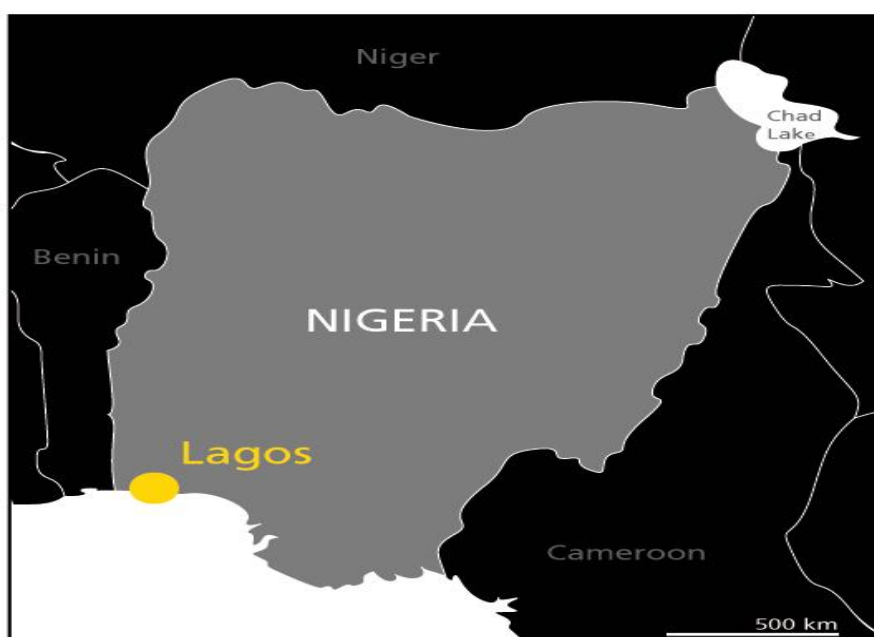 Niger
Chad
Lake
Benin
NIGERIA
Lagos
Cameroon
500 km